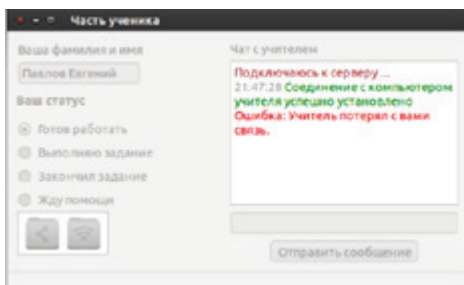 Часть ученика
Ваша фамилия и имя
Павлов Евгений
Ваш статус
Готов работать
Выполняю задание
Закончил задание
Жду помощи
Чат с учителем
Подключаюсь к серверу ...
21:47:28 Соединение с компьютером
учителя успешно установлено
Ошибка: Учитель потерял с вами
связь.
Отправить сообщение